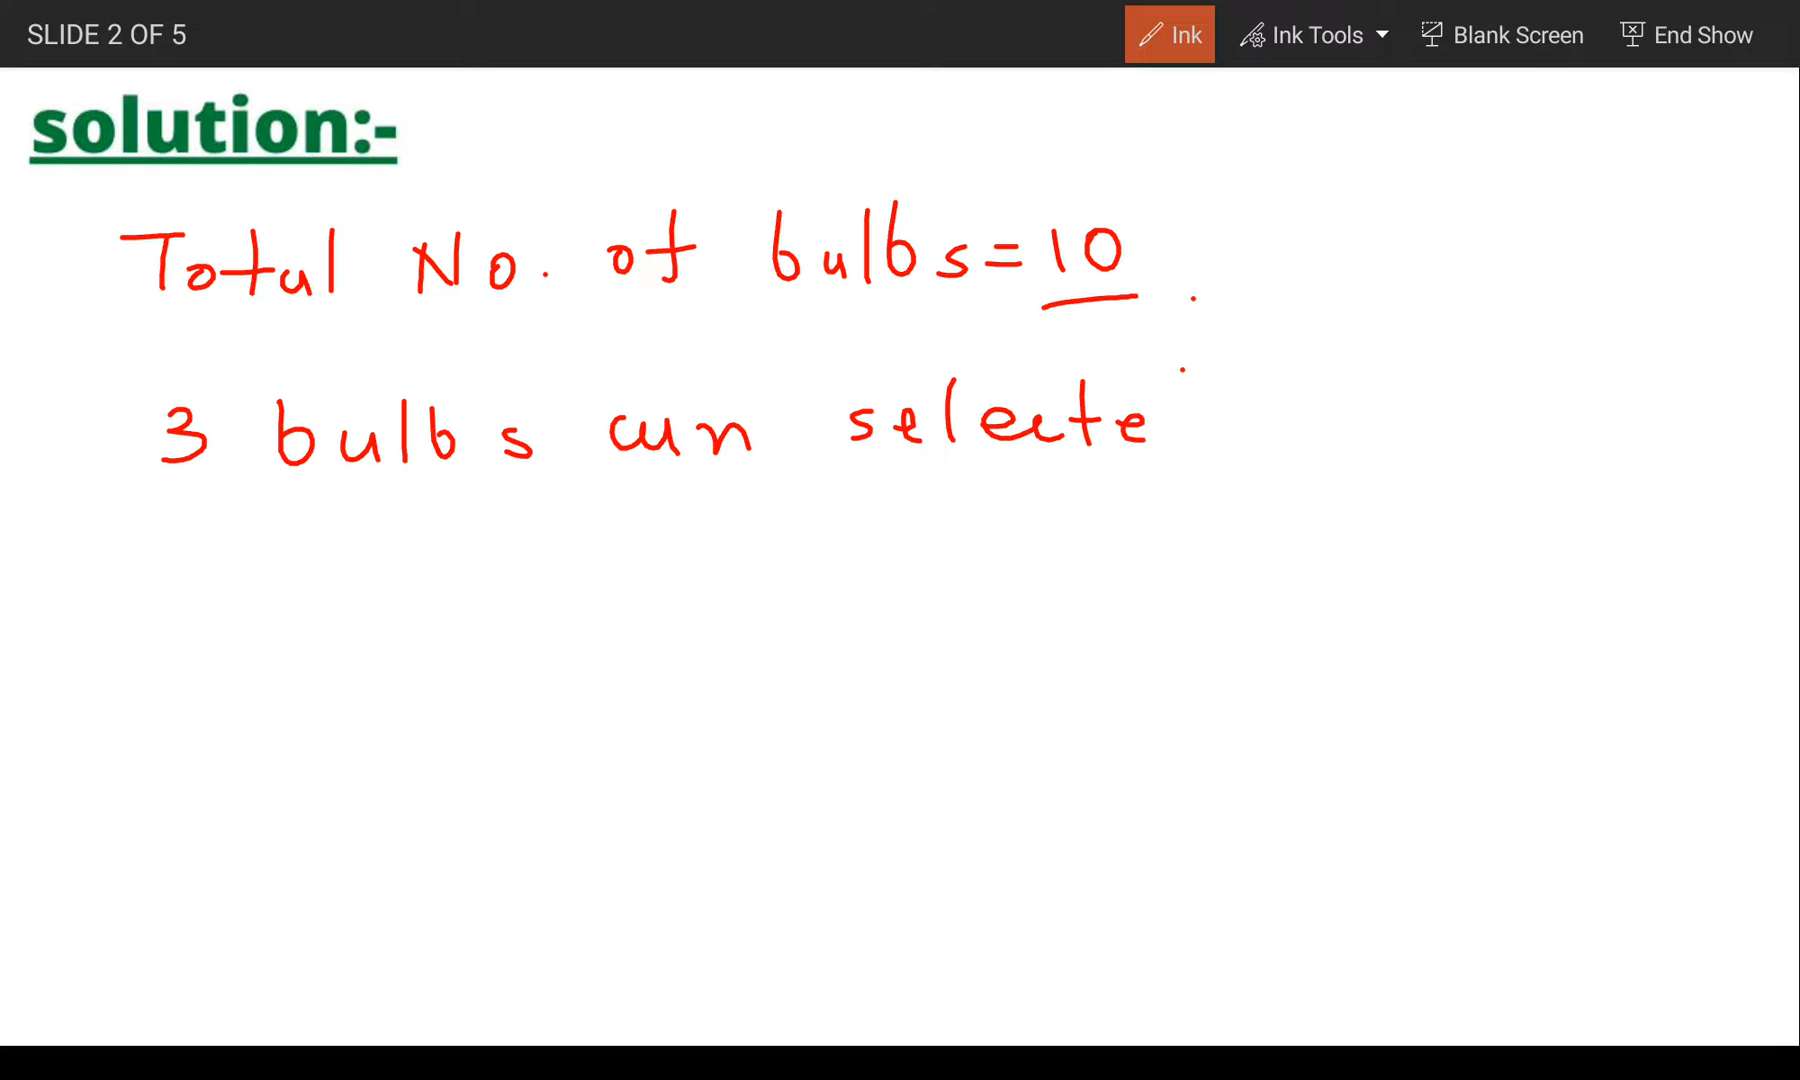 SLIDE 2 OF 5 Ink Ink Tools Blank Screen End Show
solution:-
Total No. of bulbs = 10
3 bulbs can selecte